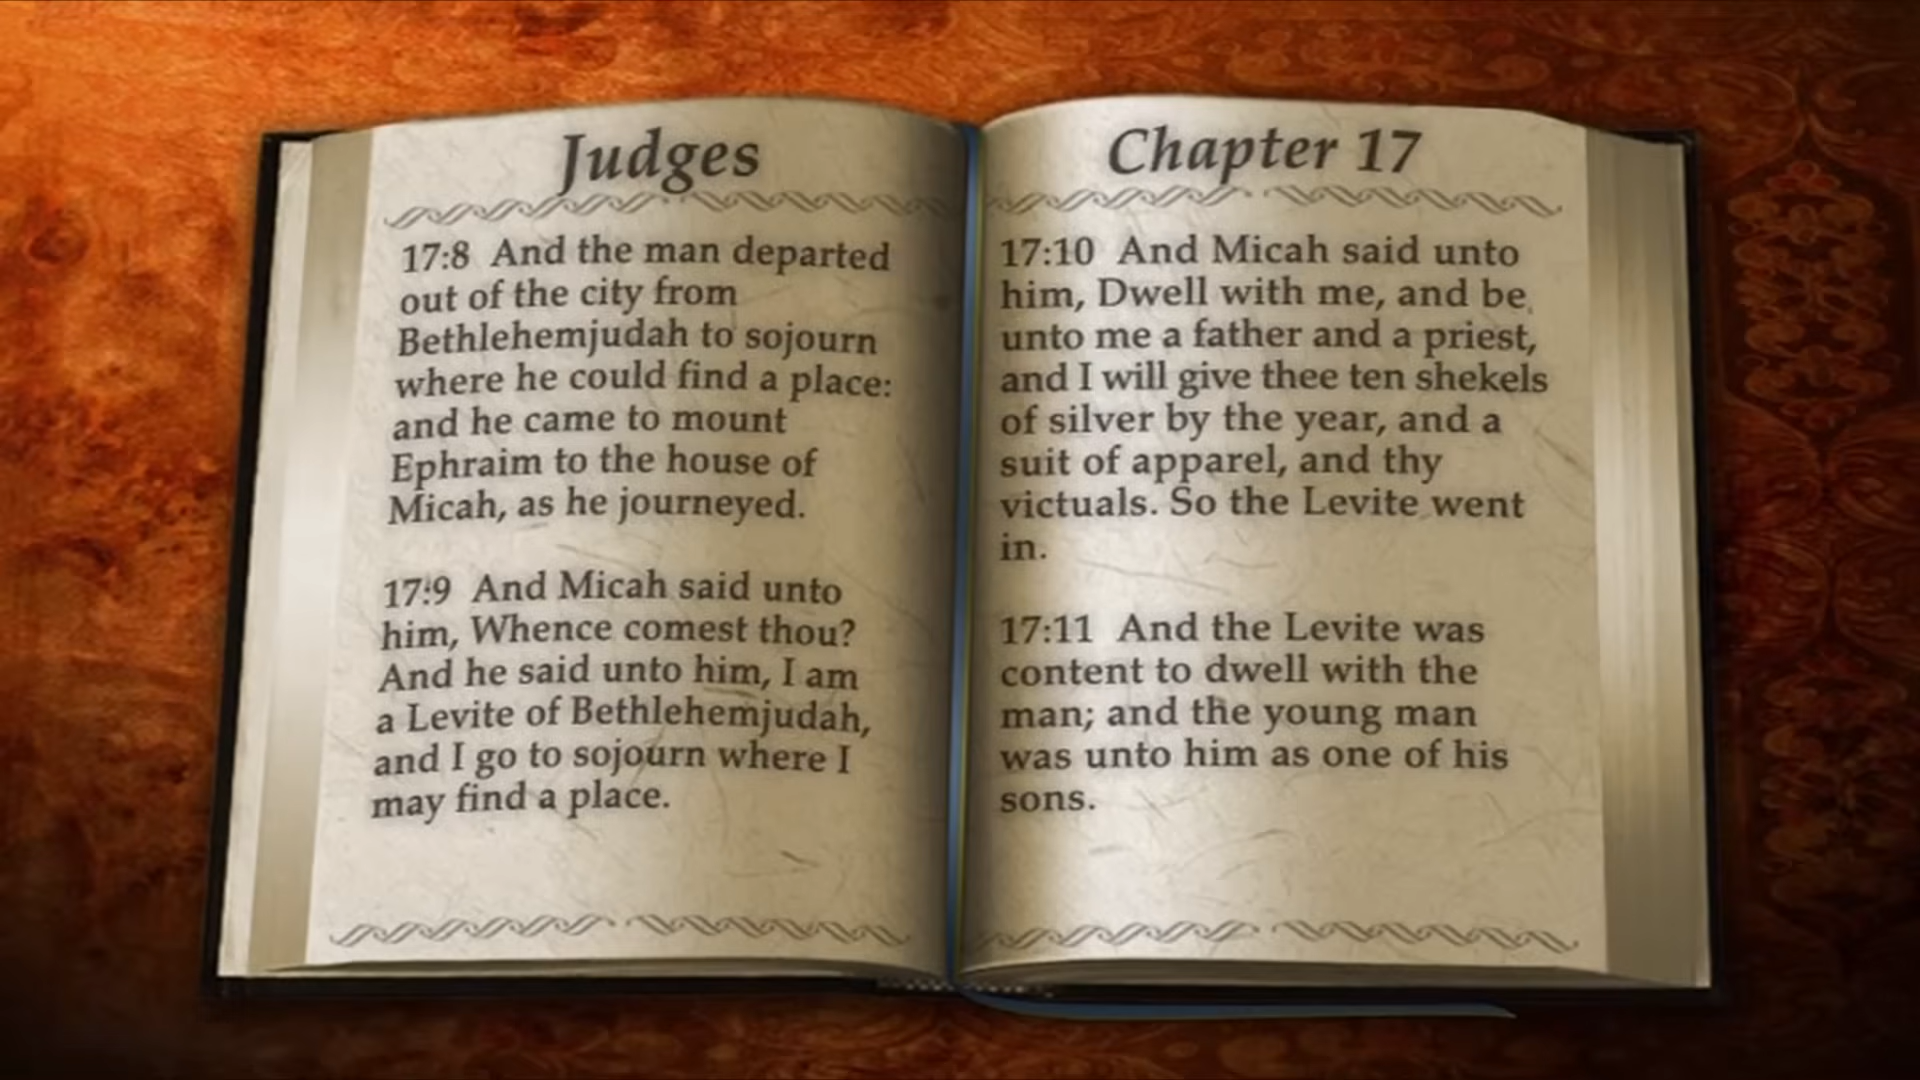 Judges
17:8 And the man departed
out of the city from
Bethlehemjudah to sojourn
where he could find a place:
and he came to mount
Ephraim to the house of
Micah, as he journeyed.
17:9 And Micah said unto
him, Whence comest thou?
And he said unto him, I am
a Levite of Bethlehemjudah,
and I go to sojourn where I
may find a place.
Chapter 17
17:10 And Micah said unto
him, Dwell with me, and be
unto me a father and a priest,
and I will give thee ten shekels
of silver by the year, and a
suit of apparel, and thy
victuals. So the Levite went
in.
17:11 And the Levite was
content to dwell with the
man; and the young man
was unto him as one of his
sons.